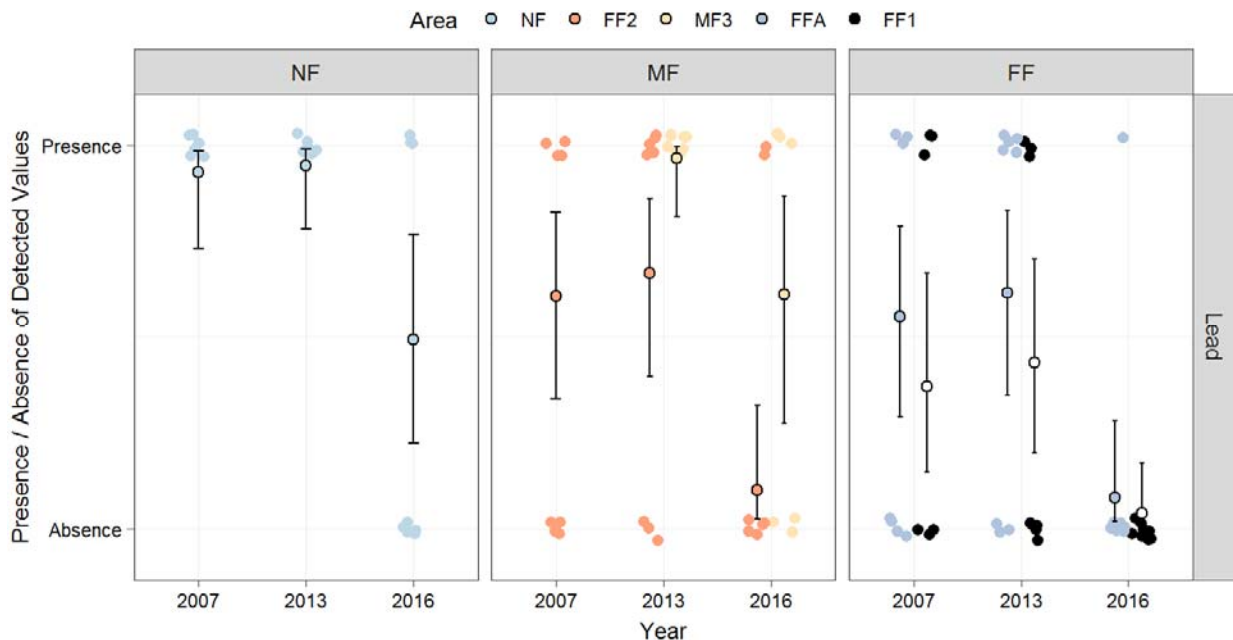 Area NF FF2 MF3 FFA FF1
NF MF FF
Presence / Absence of Detected Values
Presence
Absence
Lead
2007 2013 2016 2007 2013 2016 2007 2013 2016
Year